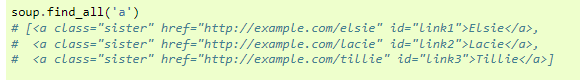 soup.find_all('a')
# [<a class="sister" href="http://example.com/elsie" id="link1">Elsie</a>,
#  <a class="sister" href="http://example.com/lacie" id="link2">Lacie</a>,
#  <a class="sister" href="http://example.com/tillie" id="link3">Tillie</a>]